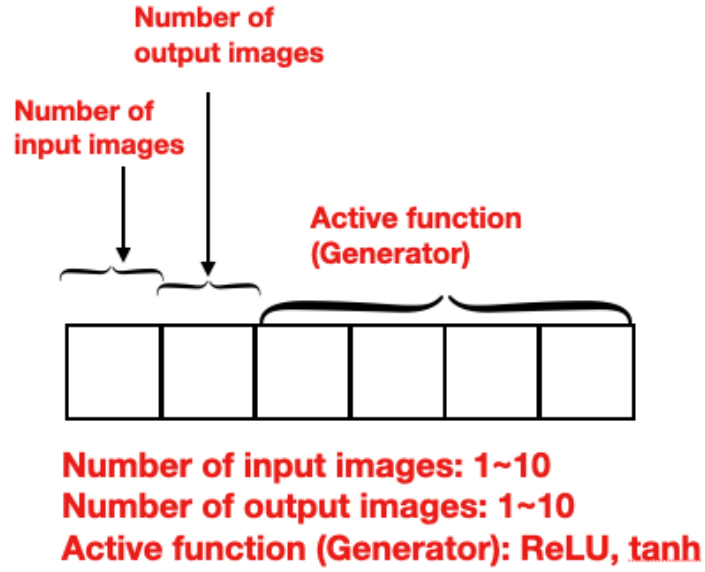 Number of
output images
Number of
input images
Active function
(Generator)
Number of input images: 1~10
Number of output images: 1~10
Active function (Generator): ReLU, tanh